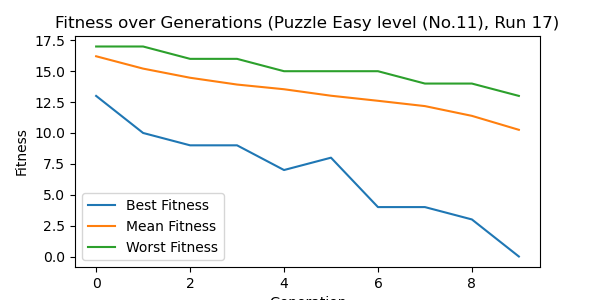 Fitness over Generations (Puzzle Easy level (No.11), Run 17)
17.5
15.0
12.5
10.0
7.5
5.0
2.5
0.0
Fitness
Best Fitness
Mean Fitness
Worst Fitness
0 2 4 6 8
Generation